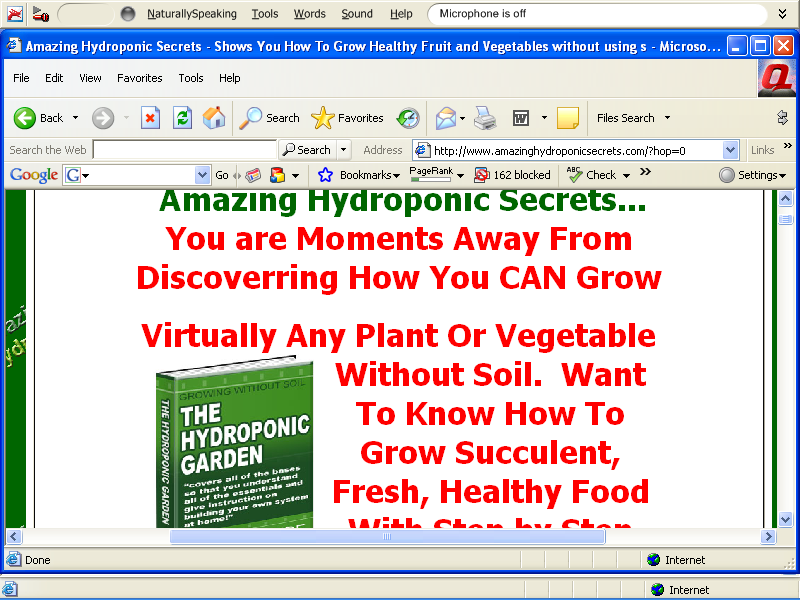 NaturallySpeaking Tools Words Sound Help Microphone is off
Amazing Hydroponic Secrets - Shows You How To Grow Healthy Fruit and Vegetables without using s - Microso...
File Edit View Favorites Tools Help
Back Search Favorites W Files Search
Search the Web Search Address http://www.amazinghydroponicsecrets.com/?hop=0 Links
Google G Go Bookmarks PageRank 162 blocked ABC Check Settings
Amazing Hydroponic Secrets...
You are Moments Away From
Discoverring How You CAN Grow
Virtually Any Plant Or Vegetable
Without Soil. Want
To Know How To
Grow Succulent,
Fresh, Healthy Food
With Step by Step
GROWING WITHOUT SOIL
THE
HYDROPONIC
GARDEN
"covers all of the bases
so that you understand
all of the essentials and
give instruction on
building your own system
at home!"
THE HYDROPONIC GARDEN
Done Internet
Internet